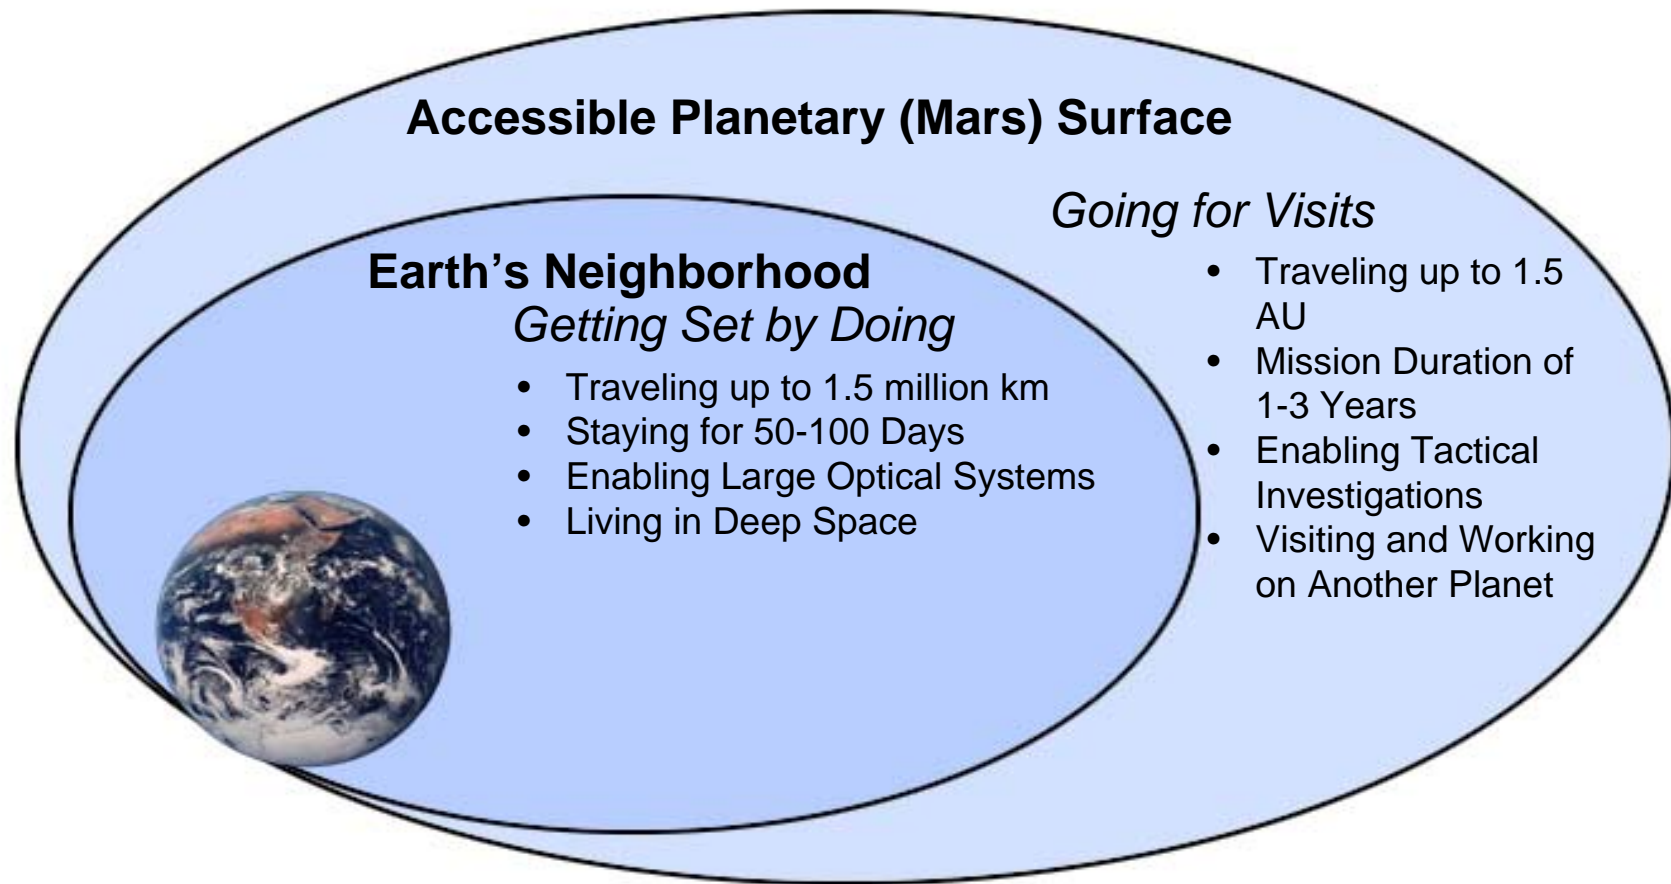 Accessible Planetary (Mars) Surface
Earth's Neighborhood
Getting Set by Doing
• Traveling up to 1.5 million km
• Staying for 50-100 Days
• Enabling Large Optical Systems
• Living in Deep Space
Going for Visits
• Traveling up to 1.5
AU
• Mission Duration of
1-3 Years
• Enabling Tactical
Investigations
• Visiting and Working
on Another Planet